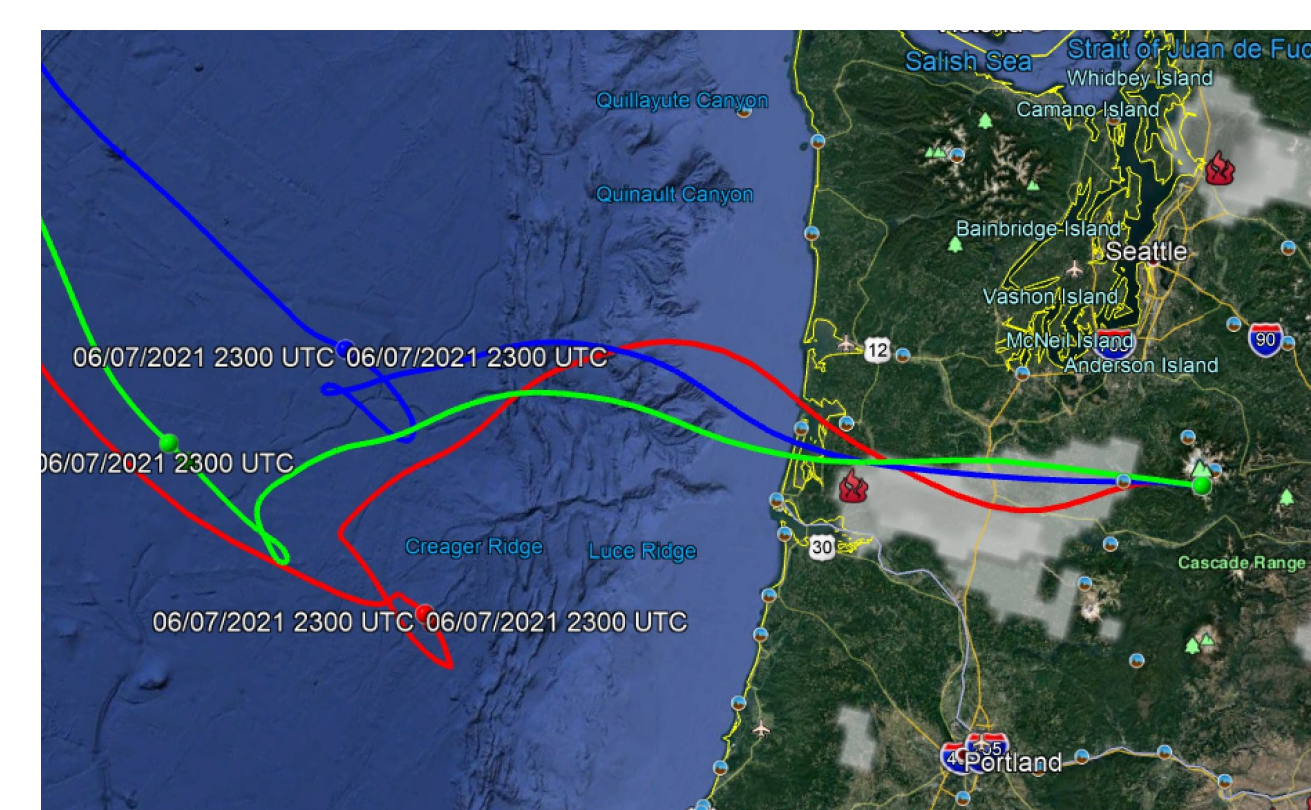 Salish Sea
Strait of Juan de Fuc
Whidbey Island
Quillayute Canyon
Camano Island
Quinault Canyon
Bainbridge Island
Seattle
Vashon Island
McNeil Island
90
12
06/07/2021 2300 UTC
06/07/2021 2300 UTC
Anderson Island
06/07/2021 2300 UTC
Creager Ridge
Luce Ridge
30
Cascade Range
06/07/2021 2300 UTC
06/07/2021 2300 UTC
Portland